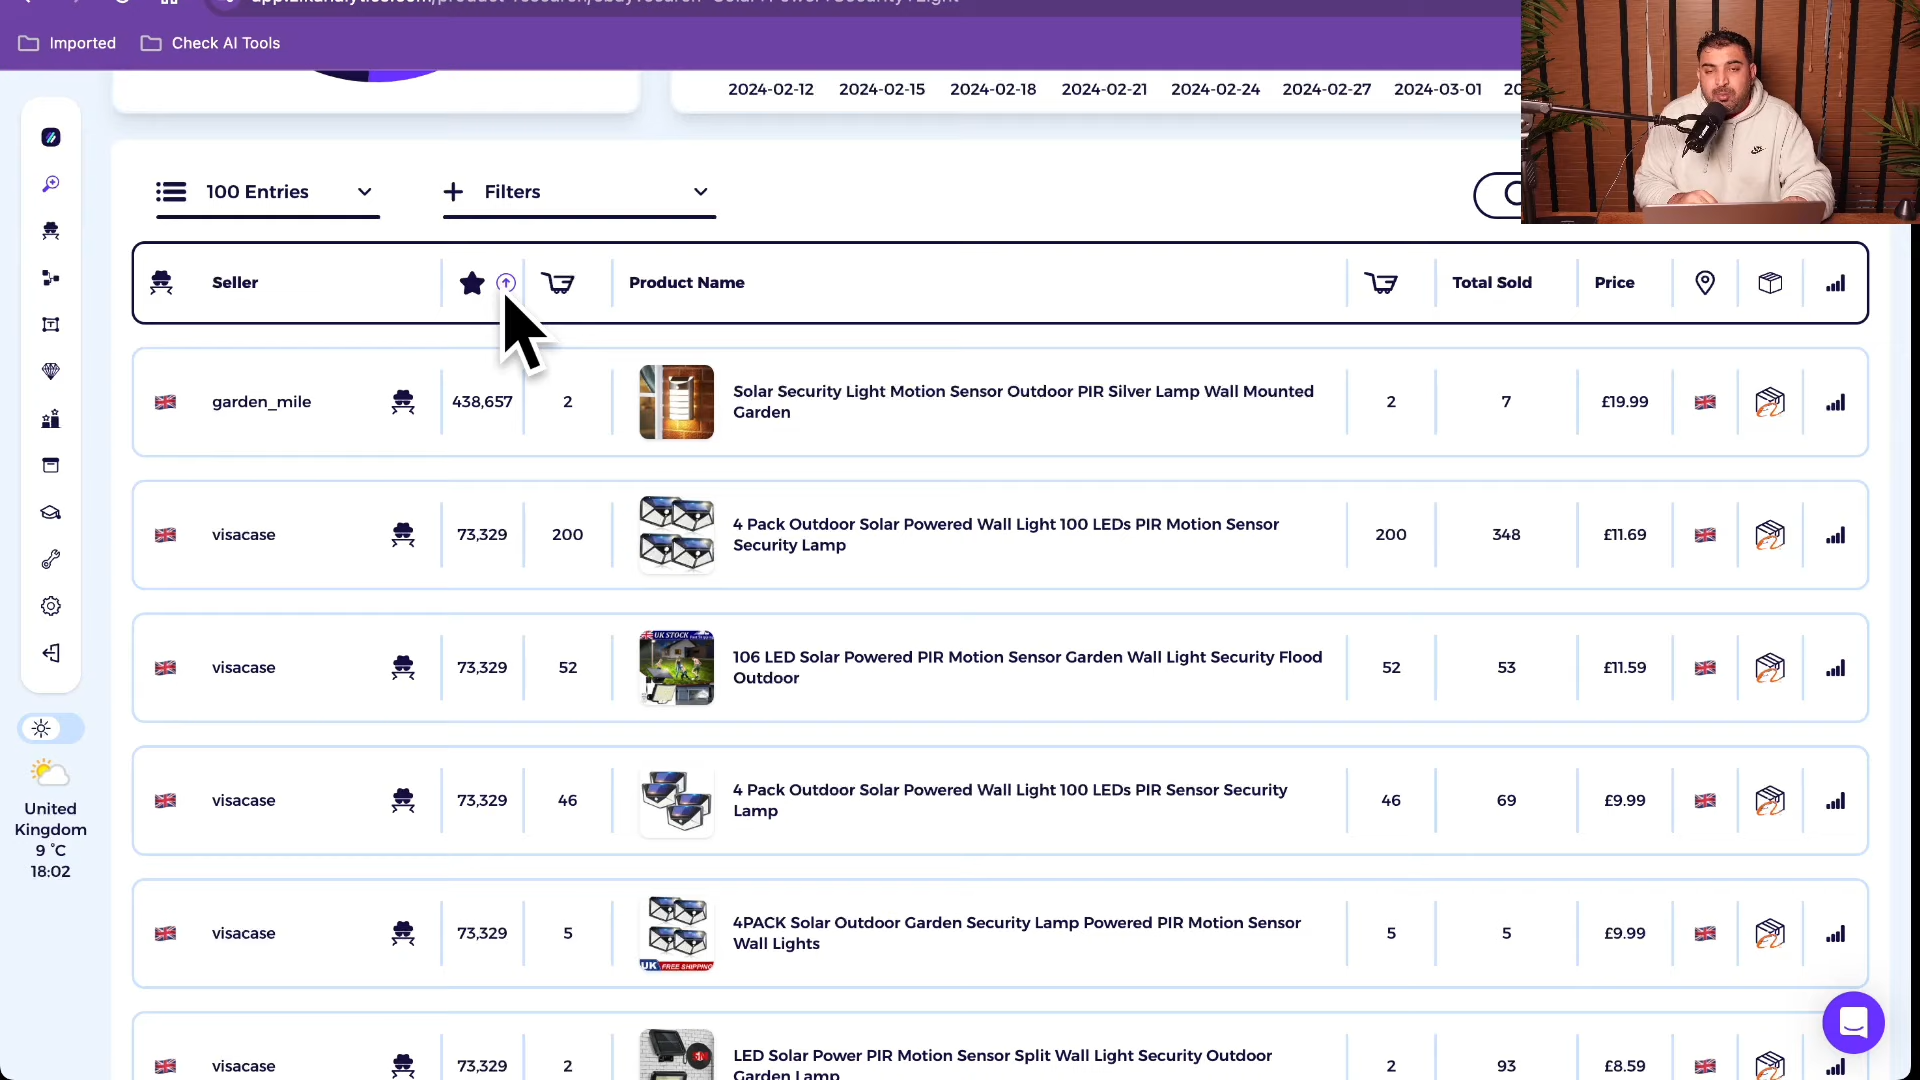 Imported
Check AI Tools
2024-02-12 2024-02-15 2024-02-18 2024-02-21 2024-02-24 2024-02-27 2024-03-01
100 Entries
Filters
Seller Product Name Total Sold Price
garden_mile 438,657 2 Solar Security Light Motion Sensor Outdoor PIR Silver Lamp Wall Mounted 2 7 £19.99
Garden
visacase 73,329 200 4 Pack Outdoor Solar Powered Wall Light 100 LEDs PIR Motion Sensor 200 348 £11.69
Security Lamp
visacase 73,329 52 106 LED Solar Powered PIR Motion Sensor Garden Wall Light Security Flood 52 53 £11.59
Outdoor
UK STOCK
visacase 73,329 46 4 Pack Outdoor Solar Powered Wall Light 100 LEDs PIR Sensor Security 46 69 £9.99
Lamp
visacase 73,329 5 4PACK Solar Outdoor Garden Security Lamp Powered PIR Motion Sensor 5 5 £9.99
Wall Lights
UK FREE SHIPPING
visacase 73,329 2 LED Solar Power PIR Motion Sensor Split Wall Light Security Outdoor 2 93 £8.59
Garden Lamp
United
Kingdom
9 °C
18:02